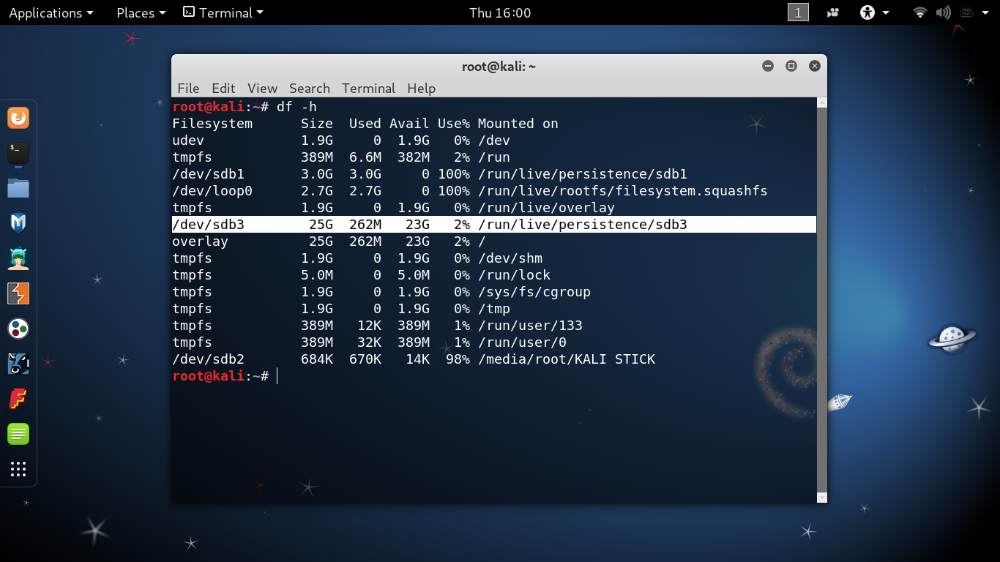 Applications Places Terminal Thu 16:00 1
root@kali: ~
File Edit View Search Terminal Help
root@kali:~# df -h
Filesystem      Size  Used Avail Use% Mounted on
udev            1.9G     0  1.9G   0% /dev
tmpfs           389M  6.6M  382M   2% /run
/dev/sdb1       3.0G  3.0G     0 100% /run/live/persistence/sdb1
/dev/loop0      2.7G  2.7G     0 100% /run/live/rootfs/filesystem.squashfs
tmpfs           1.9G     0  1.9G   0% /run/live/overlay
/dev/sdb3        25G  262M   23G   2% /run/live/persistence/sdb3
overlay          25G  262M   23G   2% /
tmpfs           1.9G     0  1.9G   0% /dev/shm
tmpfs           5.0M     0  5.0M   0% /run/lock
tmpfs           1.9G     0  1.9G   0% /sys/fs/cgroup
tmpfs           1.9G     0  1.9G   0% /tmp
tmpfs           389M   12K  389M   1% /run/user/133
tmpfs           389M   32K  389M   1% /run/user/0
/dev/sdb2       684K  670K   14K  98% /media/root/KALI STICK
root@kali:~#